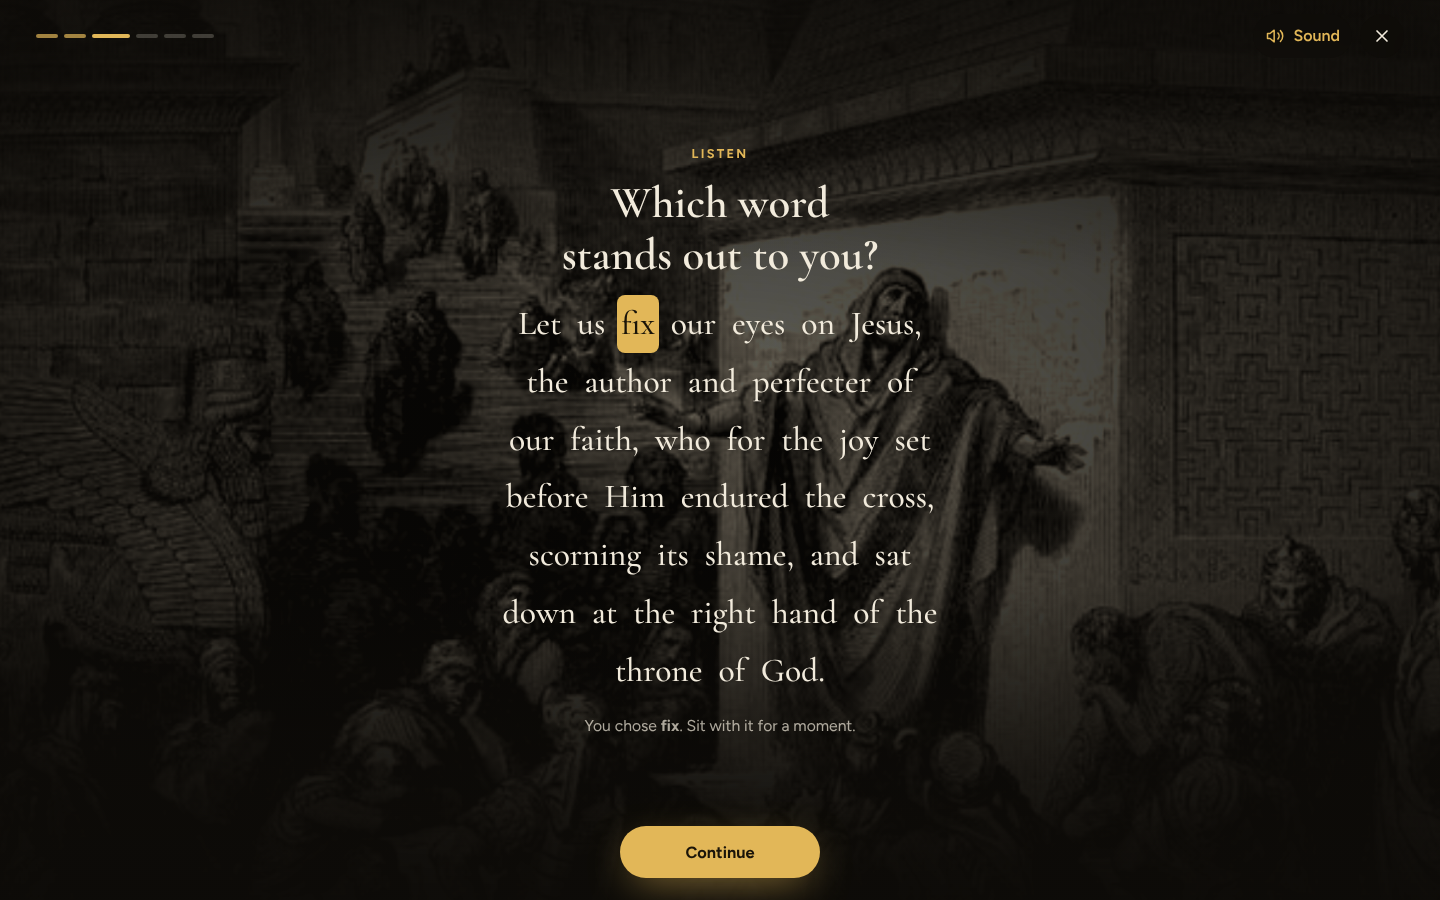 Sound
LISTEN
Which word
stands out to you?
Let us fix our eyes on Jesus,
the author and perfecter of
our faith, who for the joy set
before Him endured the cross,
scorning its shame, and sat
down at the right hand of the
throne of God.
You chose fix. Sit with it for a moment.
Continue